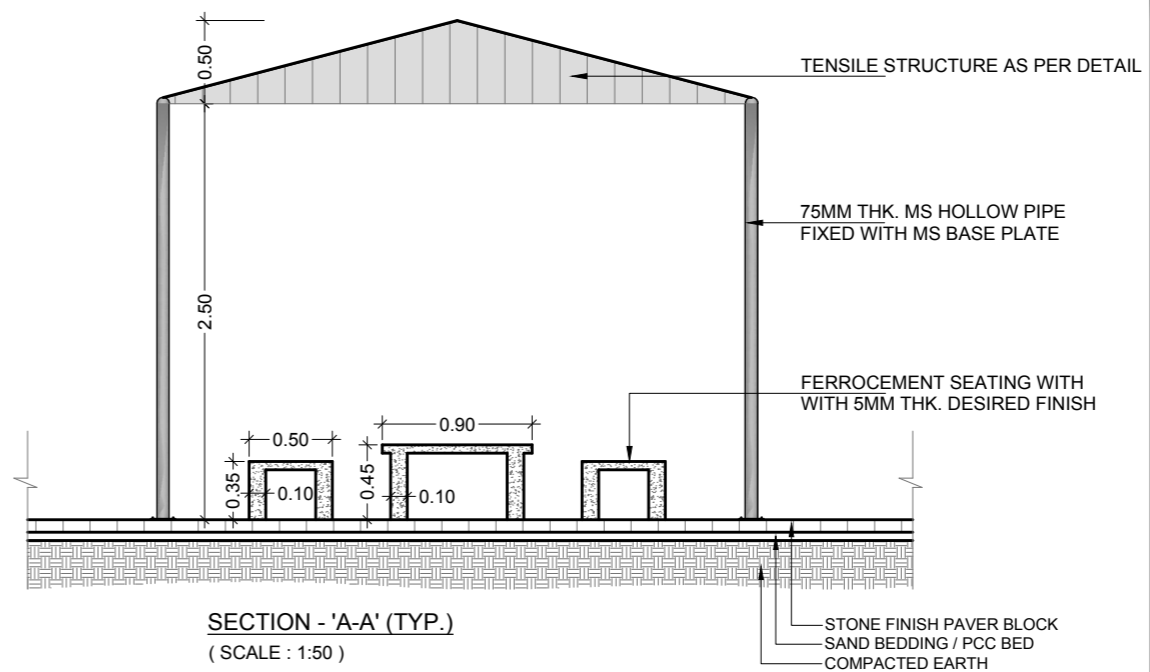 0.50
TENSILE STRUCTURE AS PER DETAIL
75MM THK. MS HOLLOW PIPE
FIXED WITH MS BASE PLATE
2.50
FERROCEMENT SEATING WITH
WITH 5MM THK. DESIRED FINISH
0.90
0.50
0.35
0.10
0.45
0.10
STONE FINISH PAVER BLOCK
SAND BEDDING / PCC BED
COMPACTED EARTH
SECTION - 'A-A' (TYP.)
( SCALE : 1:50 )